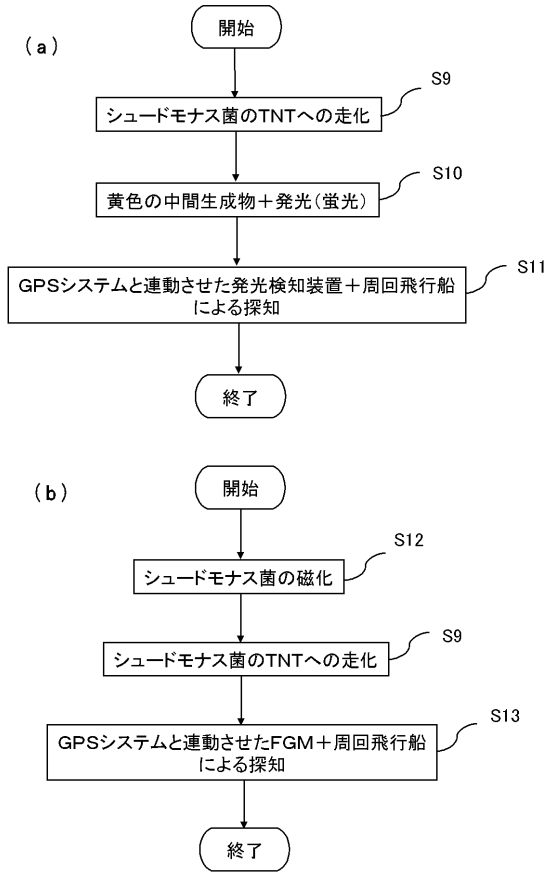 (a)
開始
S9
シュードモナス菌のTNTへの走化
S10
黄色の中間生成物+発光(蛍光)
S11
GPSシステムと連動させた発光検知装置+周回飛行船
による探知
終了
(b)
開始
S12
シュードモナス菌の磁化
S9
シュードモナス菌のTNTへの走化
S13
GPSシステムと連動させたFGM+周回飛行船
による探知
終了